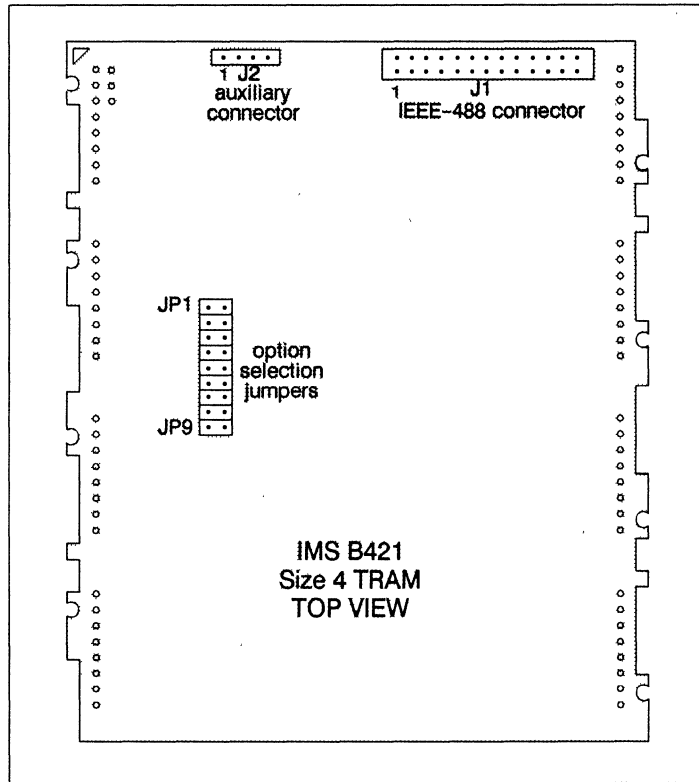 1 J2
auxiliary
connector
J1
1
IEEE-488 connector
JP1
option
selection
jumpers
JP9
IMS B421
Size 4 TRAM
TOP VIEW